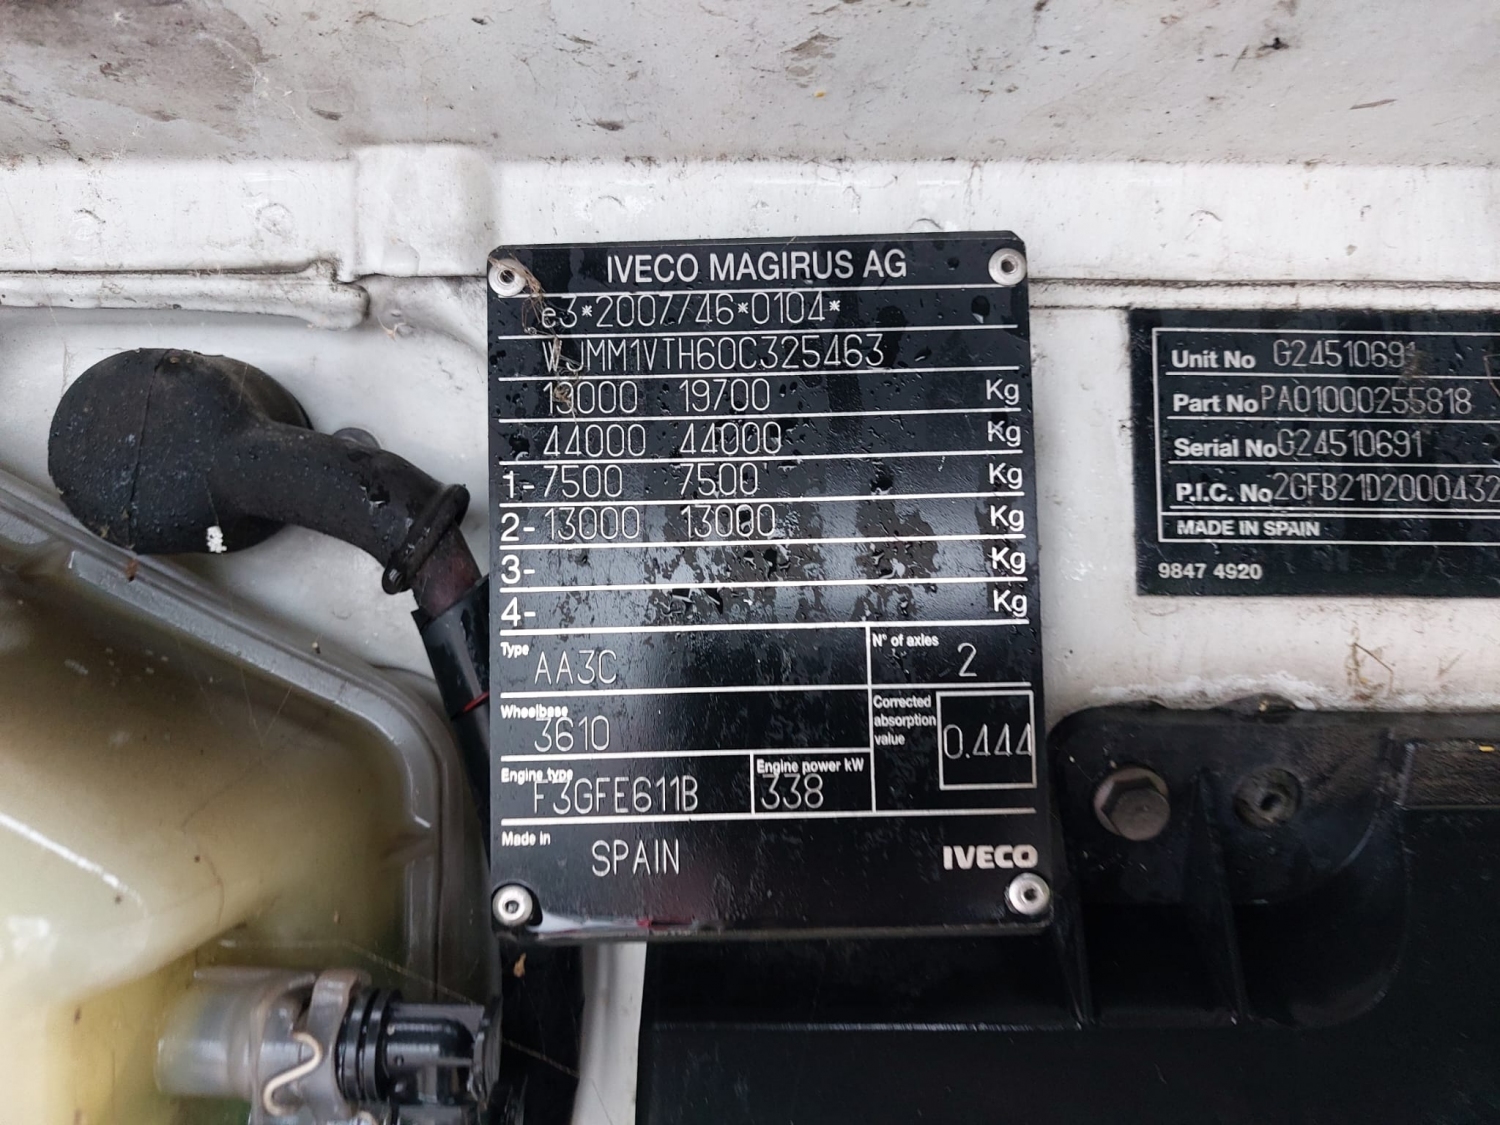 IVECO MAGIRUS AG
e3*2007/46*0104*
WJMM1VTH60C325463
19700 Kg
44000 44000 Kg
1-7500 7500 Kg
2-13000 13000 Kg
3- Kg
4- Kg
Type AA3C
N° of axles 2
Wheelbase 3610
Corrected absorption value 0.444
Engine type F3GFE611B
Engine power kW 338
Made in SPAIN
IVECO
Unit No G24510691
Part No PA01000255818
Serial No G24510691
P.I.C. No 2GFB21D2000432
MADE IN SPAIN
9847 4920